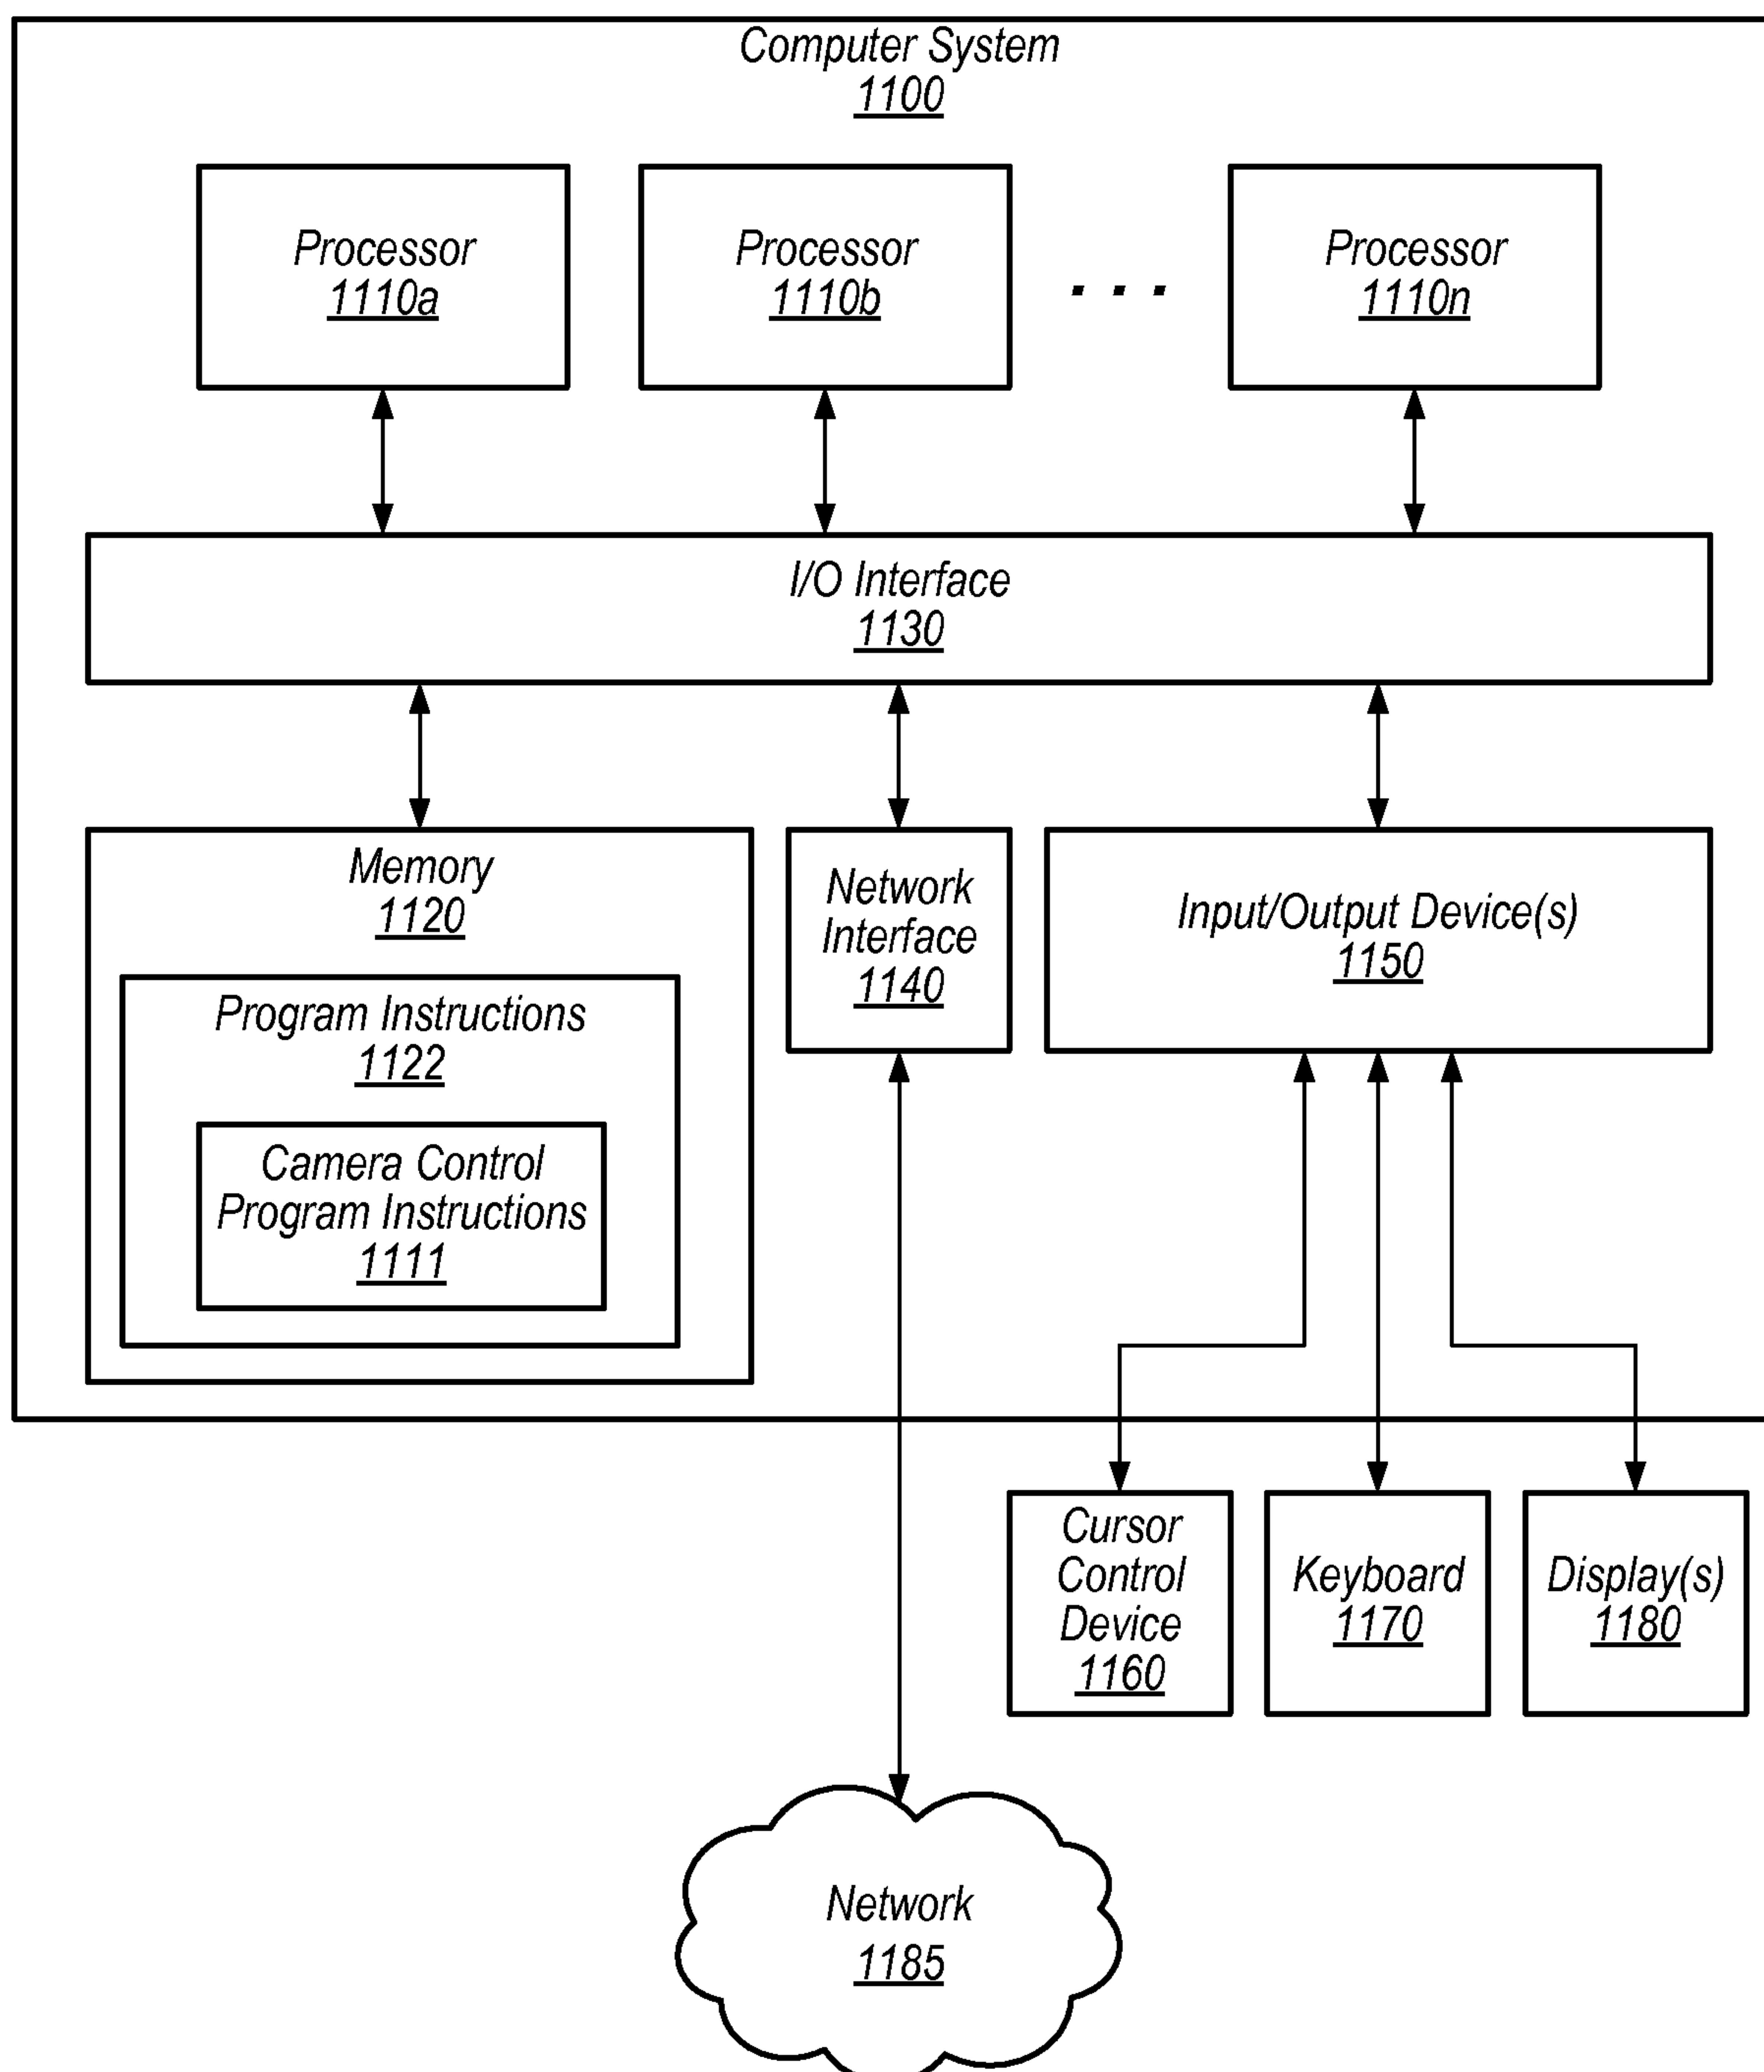 Computer System
1100
Processor
1110a
Processor
1110b
. . .
Processor
1110n
I/O Interface
1130
Memory
1120
Program Instructions
1122
Camera Control
Program Instructions
1111
Network
Interface
1140
Input/Output Device(s)
1150
Cursor
Control
Device
1160
Keyboard
1170
Display(s)
1180
Network
1185